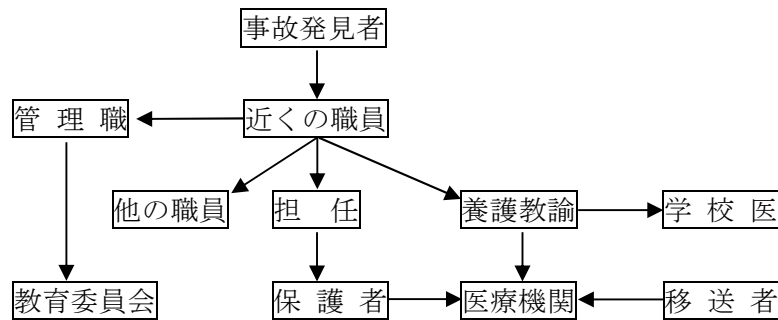 事故発見者
管 理 職
近くの職員
他の職員
担　任
養護教諭
学 校 医
教育委員会
保 護 者
医療機関
移 送 者